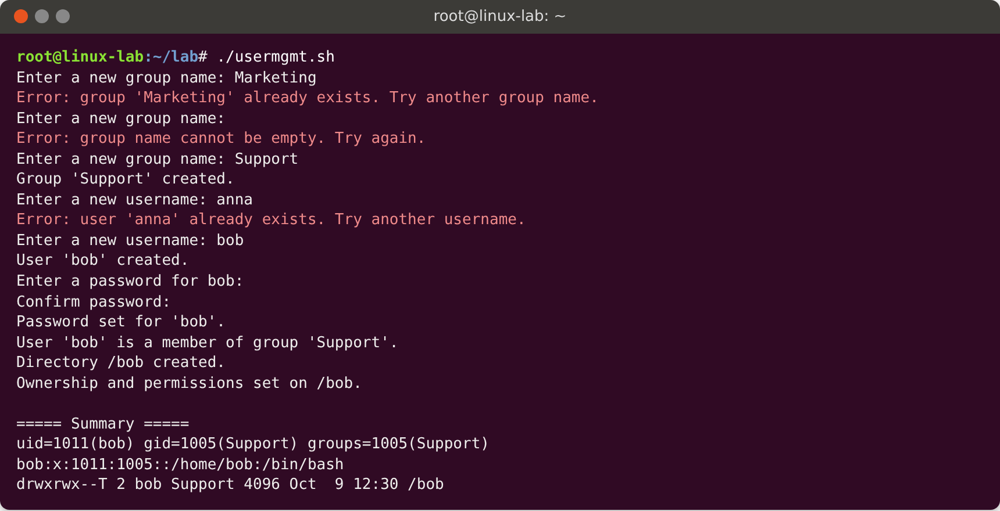 root@linux-lab: ~
root@linux-lab:~/lab# ./usermgmt.sh
Enter a new group name: Marketing
Error: group 'Marketing' already exists. Try another group name.
Enter a new group name:
Error: group name cannot be empty. Try again.
Enter a new group name: Support
Group 'Support' created.
Enter a new username: anna
Error: user 'anna' already exists. Try another username.
Enter a new username: bob
User 'bob' created.
Enter a password for bob:
Confirm password:
Password set for 'bob'.
User 'bob' is a member of group 'Support'.
Directory /bob created.
Ownership and permissions set on /bob.
===== Summary =====
uid=1011(bob) gid=1005(Support) groups=1005(Support)
bob:x:1011:1005::/home/bob:/bin/bash
drwxrwx--T 2 bob Support 4096 Oct  9 12:30 /bob